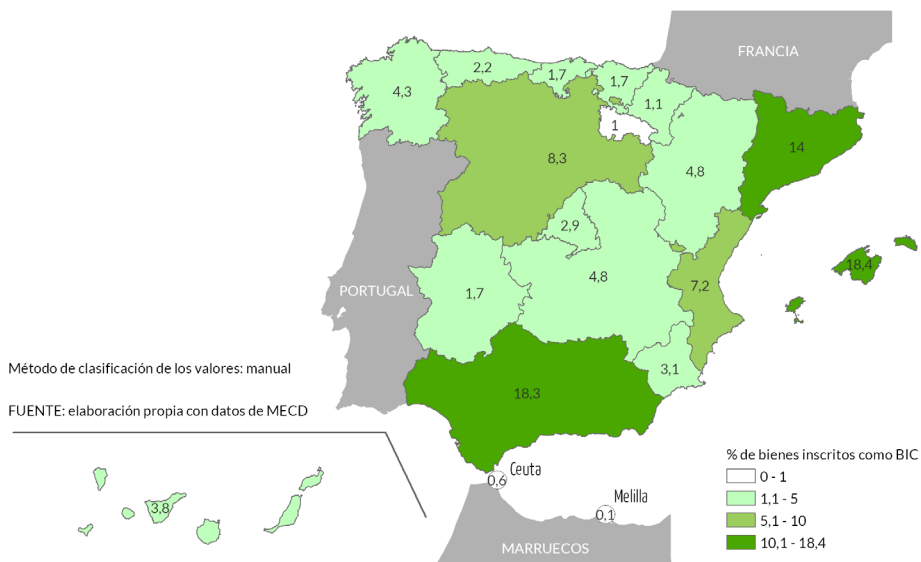 FRANCIA
2,2
1,7
1,7
4,3
1,1
1
14
8,3
4,8
2,9
18,4
4,8
7,2
PORTUGAL
1,7
Método de clasificación de los valores: manual
3,1
18,3
FUENTE: elaboración propia con datos de MECD
% de bienes inscritos como BIC
0 - 1
1,1 - 5
5,1 - 10
10,1 - 18,4
Ceuta
0,6
Melilla
0,1
3,8
MARRUECOS